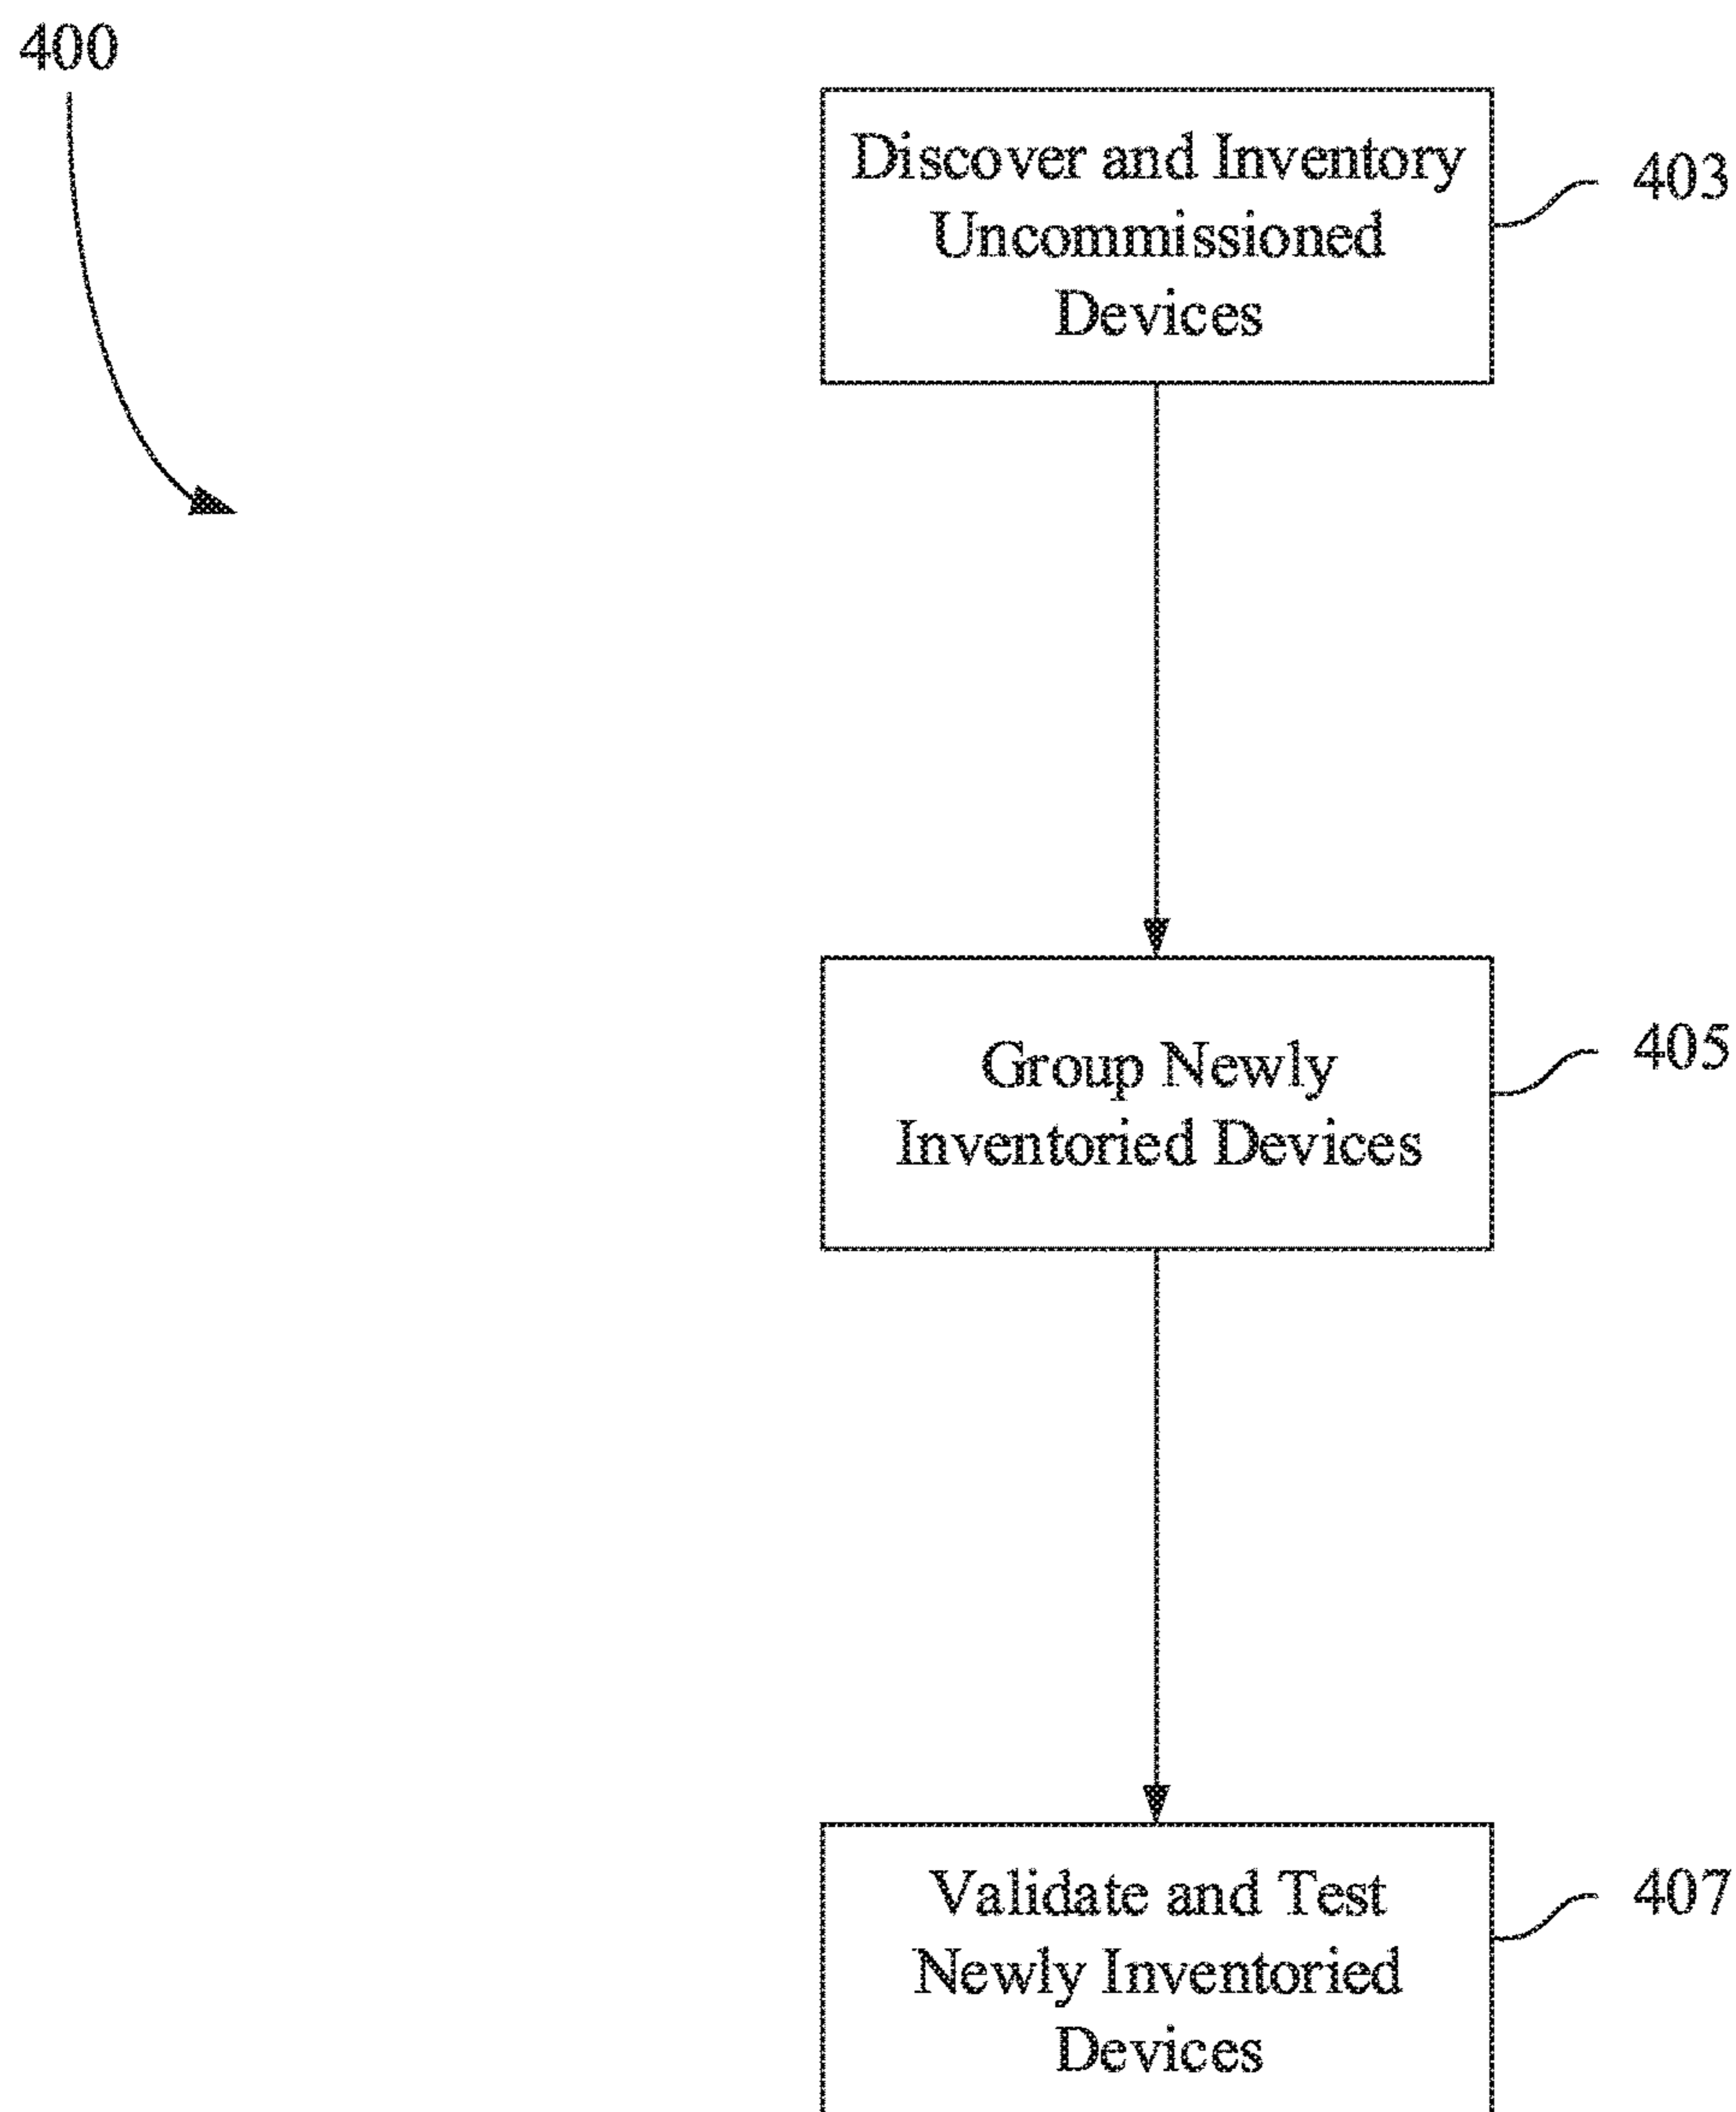 400
Discover and Inventory
Uncommissioned
Devices
403
Group Newly
Inventoried Devices
405
Validate and Test
Newly Inventoried
Devices
407